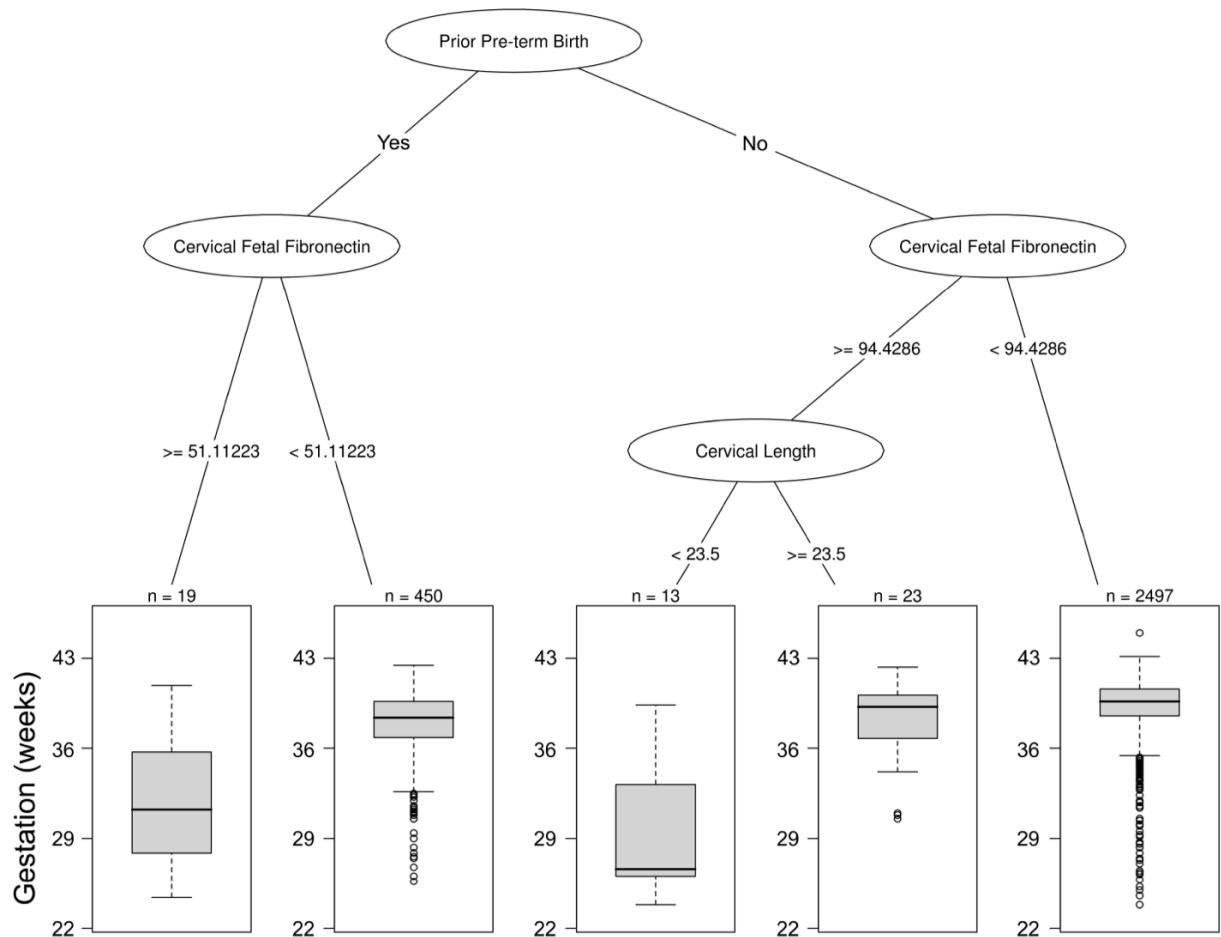 Prior Pre-term Birth
Yes
No
Cervical Fetal Fibronectin
Cervical Fetal Fibronectin
>= 94.4286
< 94.4286
>= 51.11223
< 51.11223
Cervical Length
< 23.5
>= 23.5
n = 19
n = 450
n = 13
n = 23
n = 2497
Gestation (weeks)
43
36
29
22
43
36
29
22
43
36
29
22
43
36
29
22
43
36
29
22